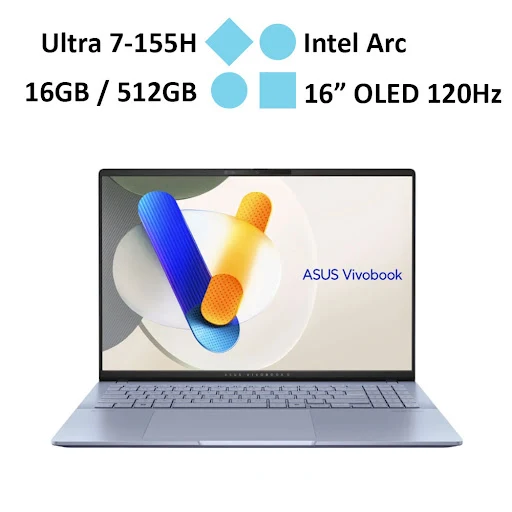 Ultra 7-155H
Intel Arc
16GB / 512GB
16” OLED 120Hz
ASUS Vivobook